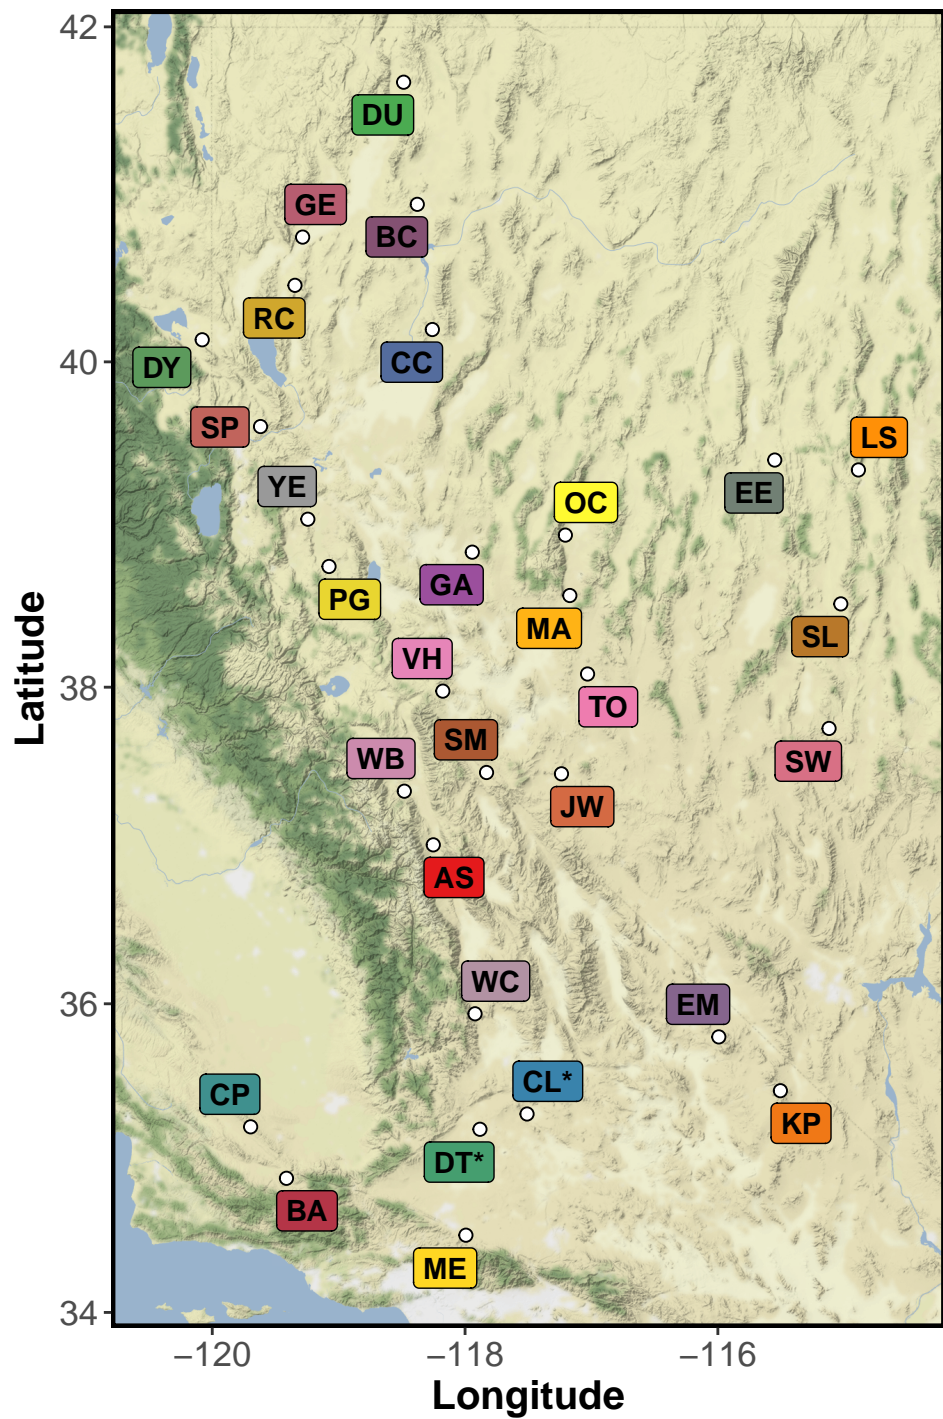 42
DU
GE
BC
RC
CC
40
DY
SP
LS
YE
EE
OC
GA
PG
MA
SL
VH
38
TO
SM
WB
SW
JW
AS
WC
36
EM
CL*
CP
KP
DT*
BA
ME
34
−120
−118
−116
Latitude
Longitude